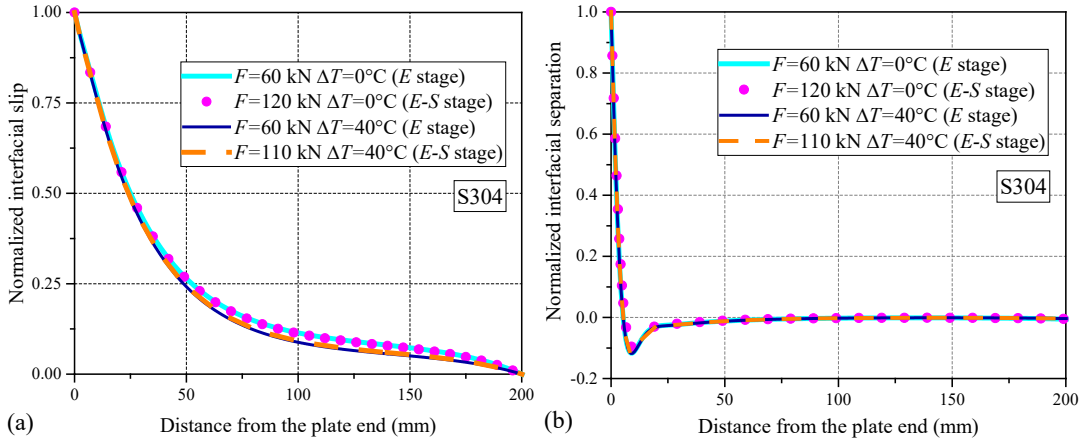 1.00
0.75
0.50
0.25
0.00
Normalized interfacial slip
F=60 kN ΔT=0°C (E stage)
F=120 kN ΔT=0°C (E-S stage)
F=60 kN ΔT=40°C (E stage)
F=110 kN ΔT=40°C (E-S stage)
S304
0 50 100 150 200
Distance from the plate end (mm)
(a)
1.0
0.8
0.6
0.4
0.2
0.0
-0.2
Normalized interfacial separation
F=60 kN ΔT=0°C (E stage)
F=120 kN ΔT=0°C (E-S stage)
F=60 kN ΔT=40°C (E stage)
F=110 kN ΔT=40°C (E-S stage)
S304
0 50 100 150 200
Distance from the plate end (mm)
(b)